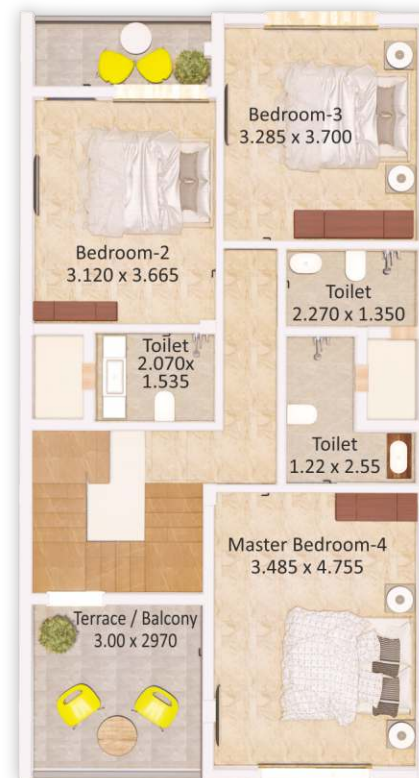 Bedroom-3
3.285 x 3.700
Bedroom-2
3.120 x 3.665
Toilet
2.270 x 1.350
Toilet
2.070x
1.535
Toilet
1.22 x 2.55
Master Bedroom-4
3.485 x 4.755
Terrace / Balcony
3.00 x 2970